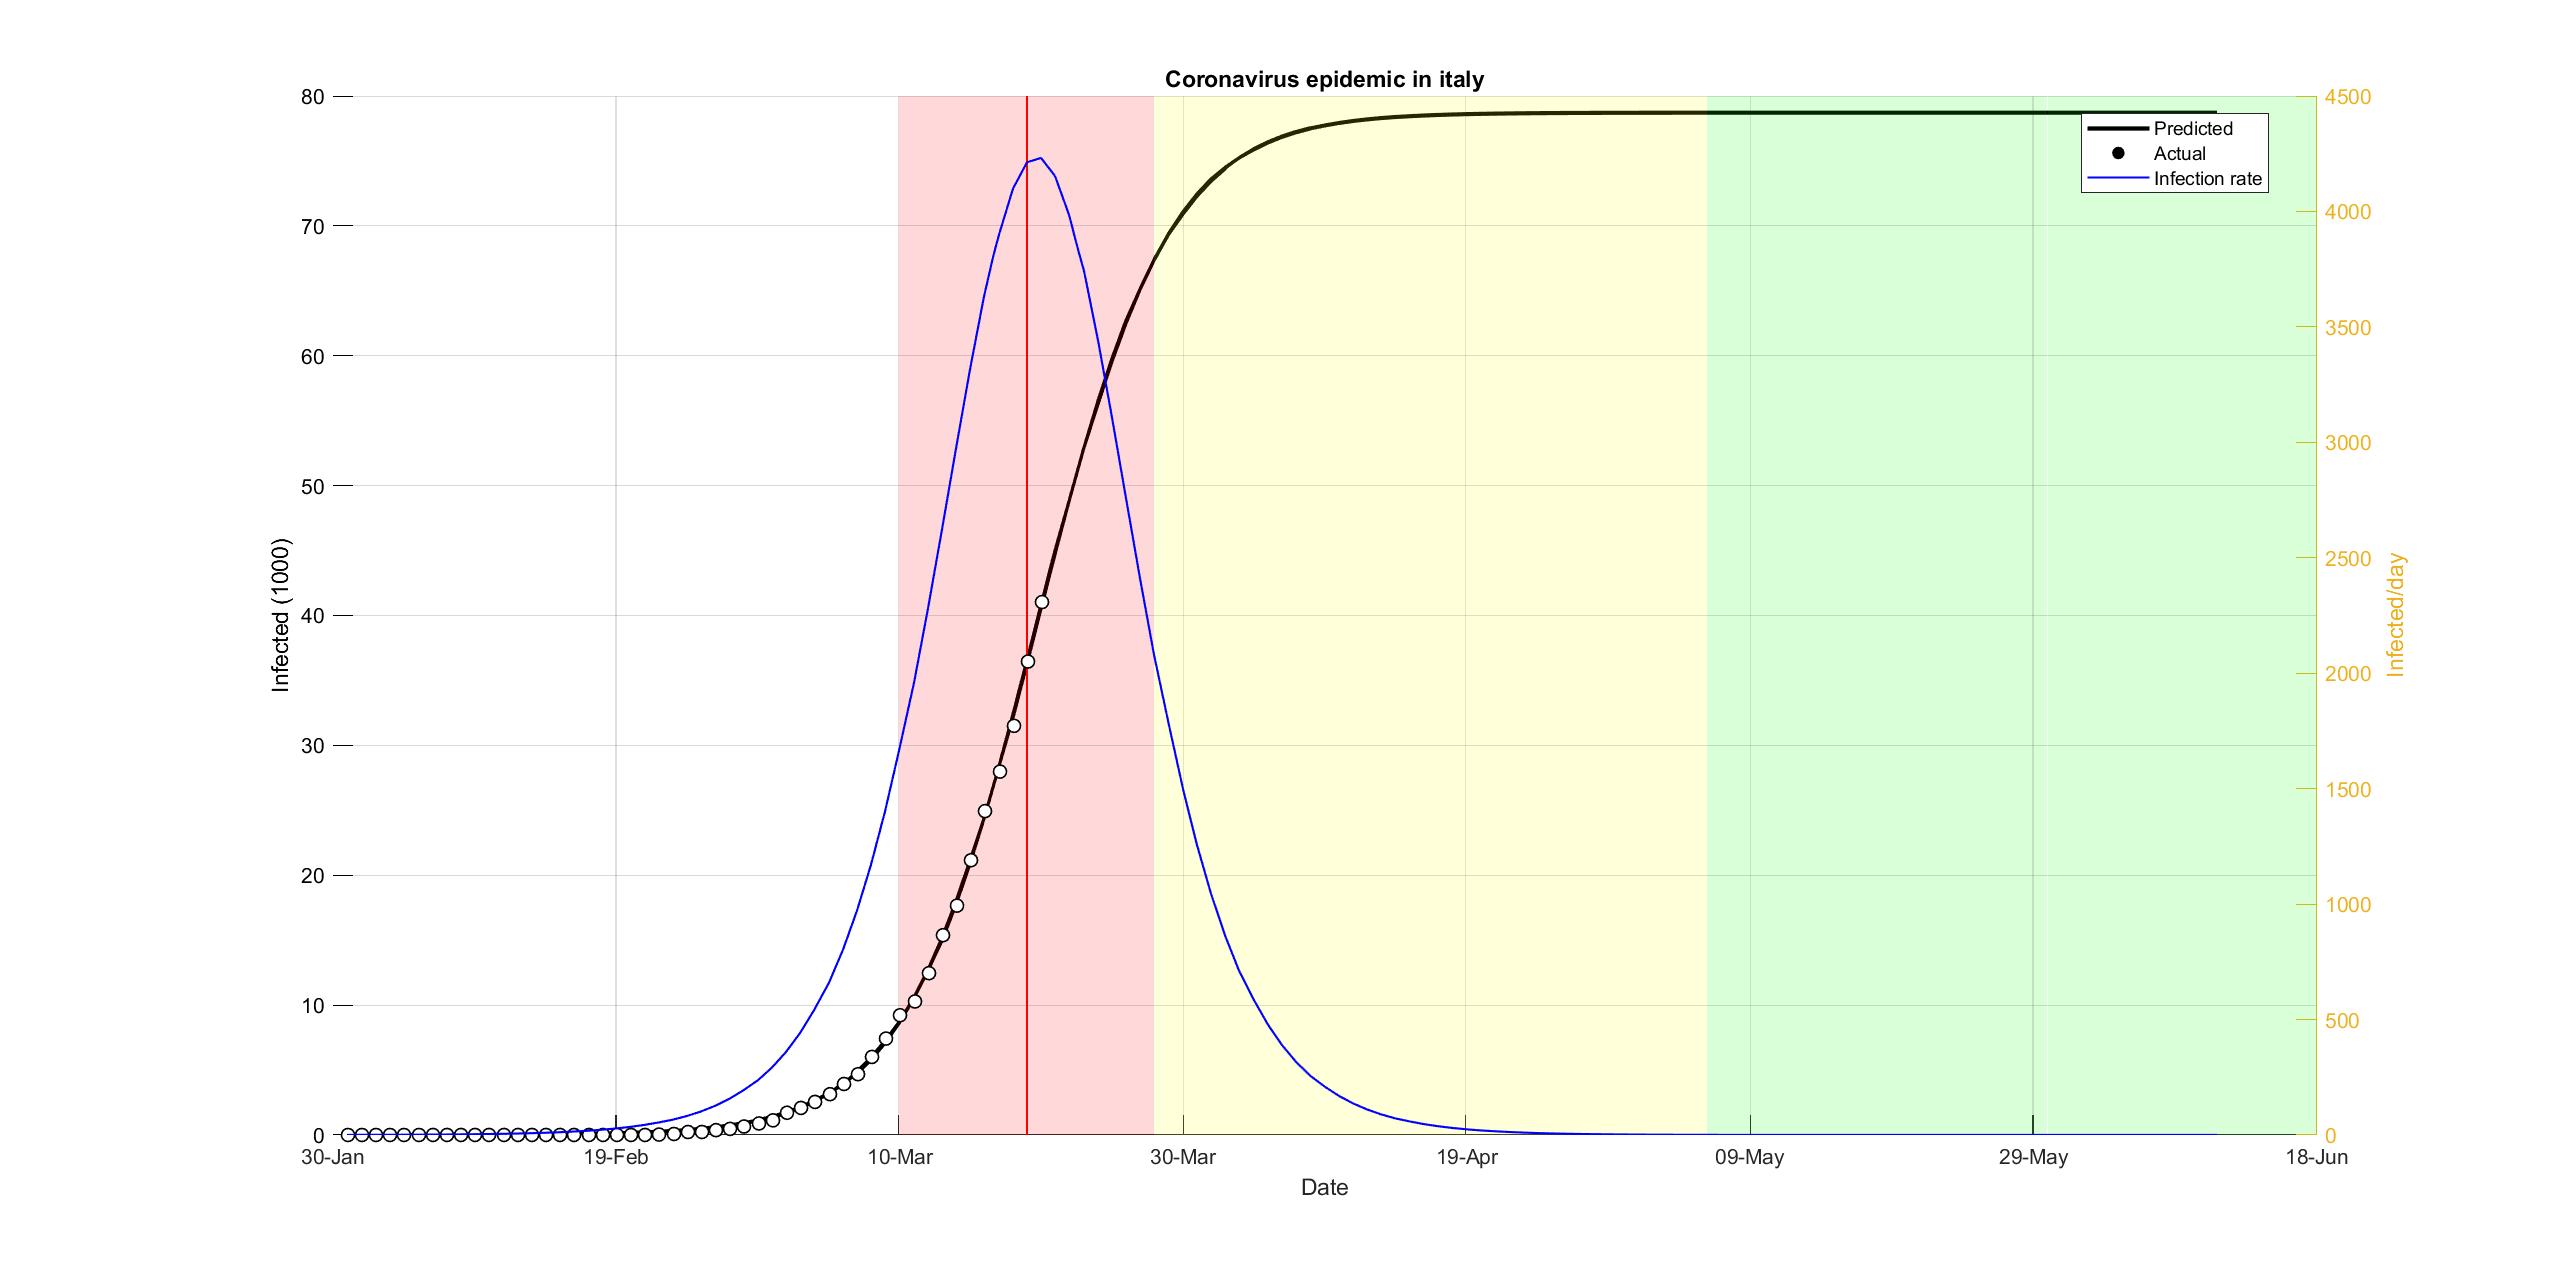 Coronavirus epidemic in italy
80
70
60
50
40
30
20
10
0
Infected (1000)
4500
4000
3500
3000
2500
2000
1500
1000
500
0
Infected/day
Predicted
Actual
Infection rate
30-Jan 19-Feb 10-Mar 30-Mar 19-Apr 09-May 29-May 18-Jun
Date